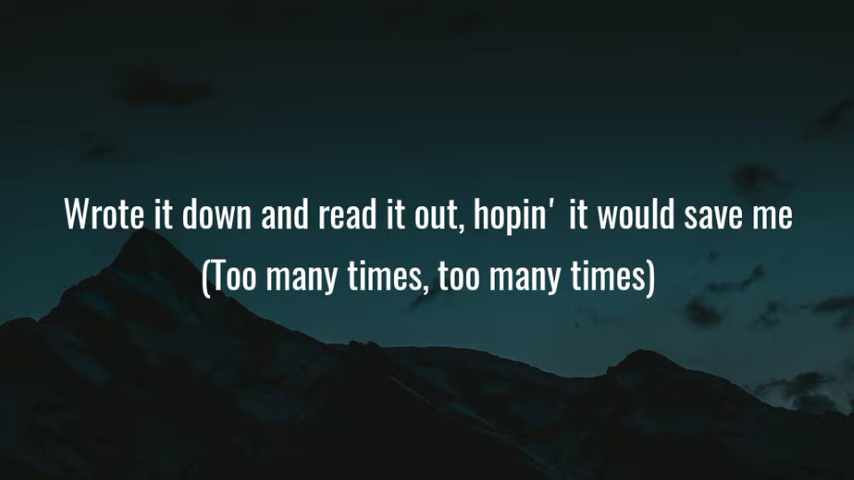 Wrote it down and read it out, hopin' it would save me
(Too many times, too many times)